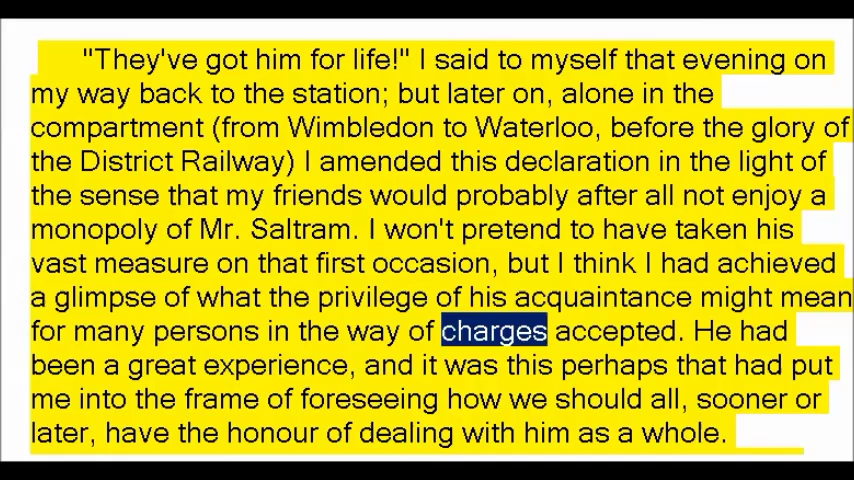 "They've got him for life!" I said to myself that evening on
my way back to the station; but later on, alone in the
compartment (from Wimbledon to Waterloo, before the glory of
the District Railway) I amended this declaration in the light of
the sense that my friends would probably after all not enjoy a
monopoly of Mr. Saltram. I won't pretend to have taken his
vast measure on that first occasion, but I think I had achieved
a glimpse of what the privilege of his acquaintance might mean
for many persons in the way of charges accepted. He had
been a great experience, and it was this perhaps that had put
me into the frame of foreseeing how we should all, sooner or
later, have the honour of dealing with him as a whole.